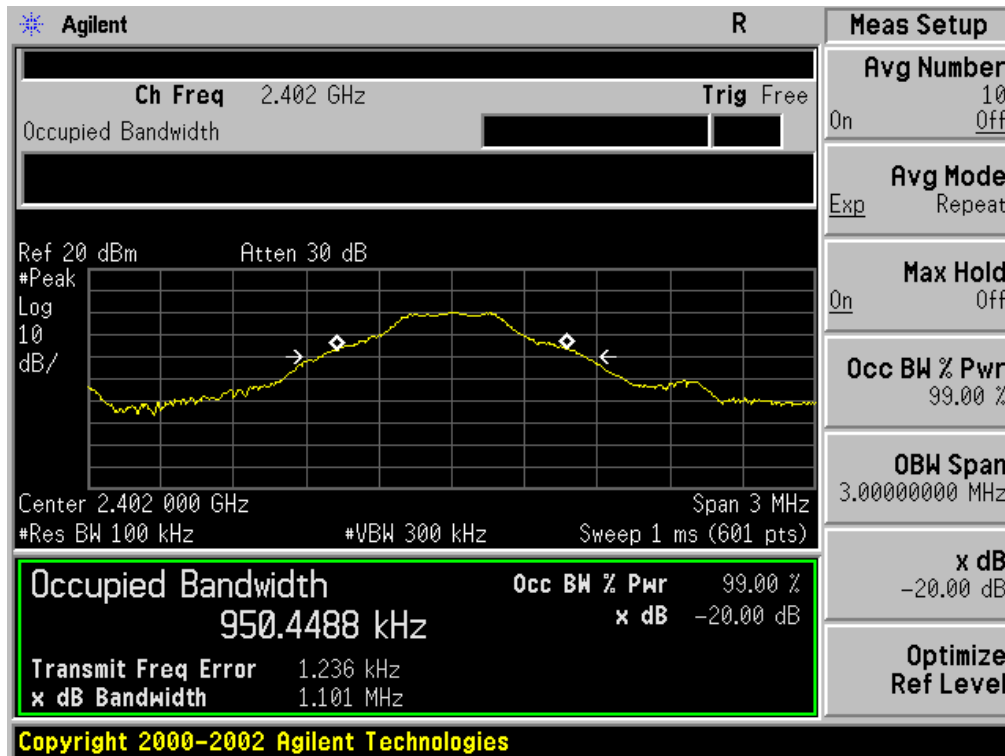 Agilent R Meas Setup
Ch Freq 2.402 GHz Trig Free
Occupied Bandwidth
Avg Number
10
On Off
Avg Mode
Exp Repeat
Max Hold
On Off
Occ BW % Pwr
99.00 %
OBW Span
3.00000000 MHz
x dB
-20.00 dB
Optimize
Ref Level
Ref 20 dBm Atten 30 dB
#Peak
Log
10
dB/
Center 2.402 000 GHz Span 3 MHz
#Res BW 100 kHz #VBW 300 kHz Sweep 1 ms (601 pts)
Occupied Bandwidth Occ BW % Pwr 99.00 %
950.4488 kHz x dB -20.00 dB
Transmit Freq Error 1.236 kHz
x dB Bandwidth 1.101 MHz
Copyright 2000-2002 Agilent Technologies